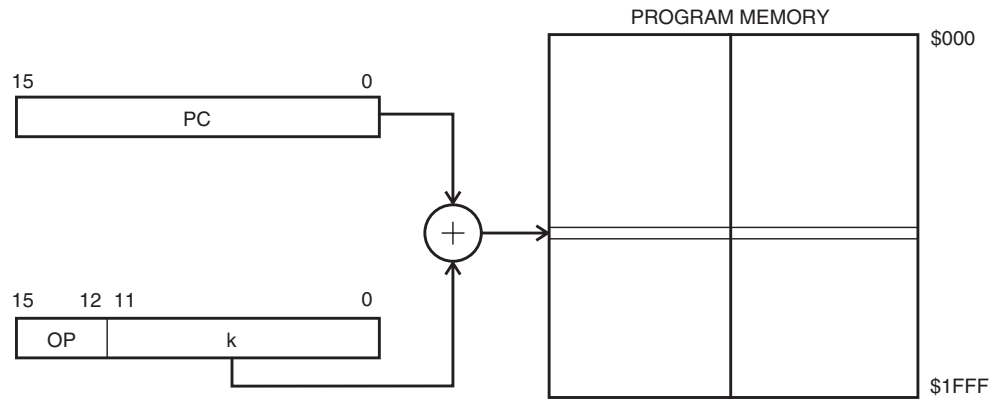 PROGRAM MEMORY
$000
15 0
PC
+
15 12 11 0
OP k
$1FFF